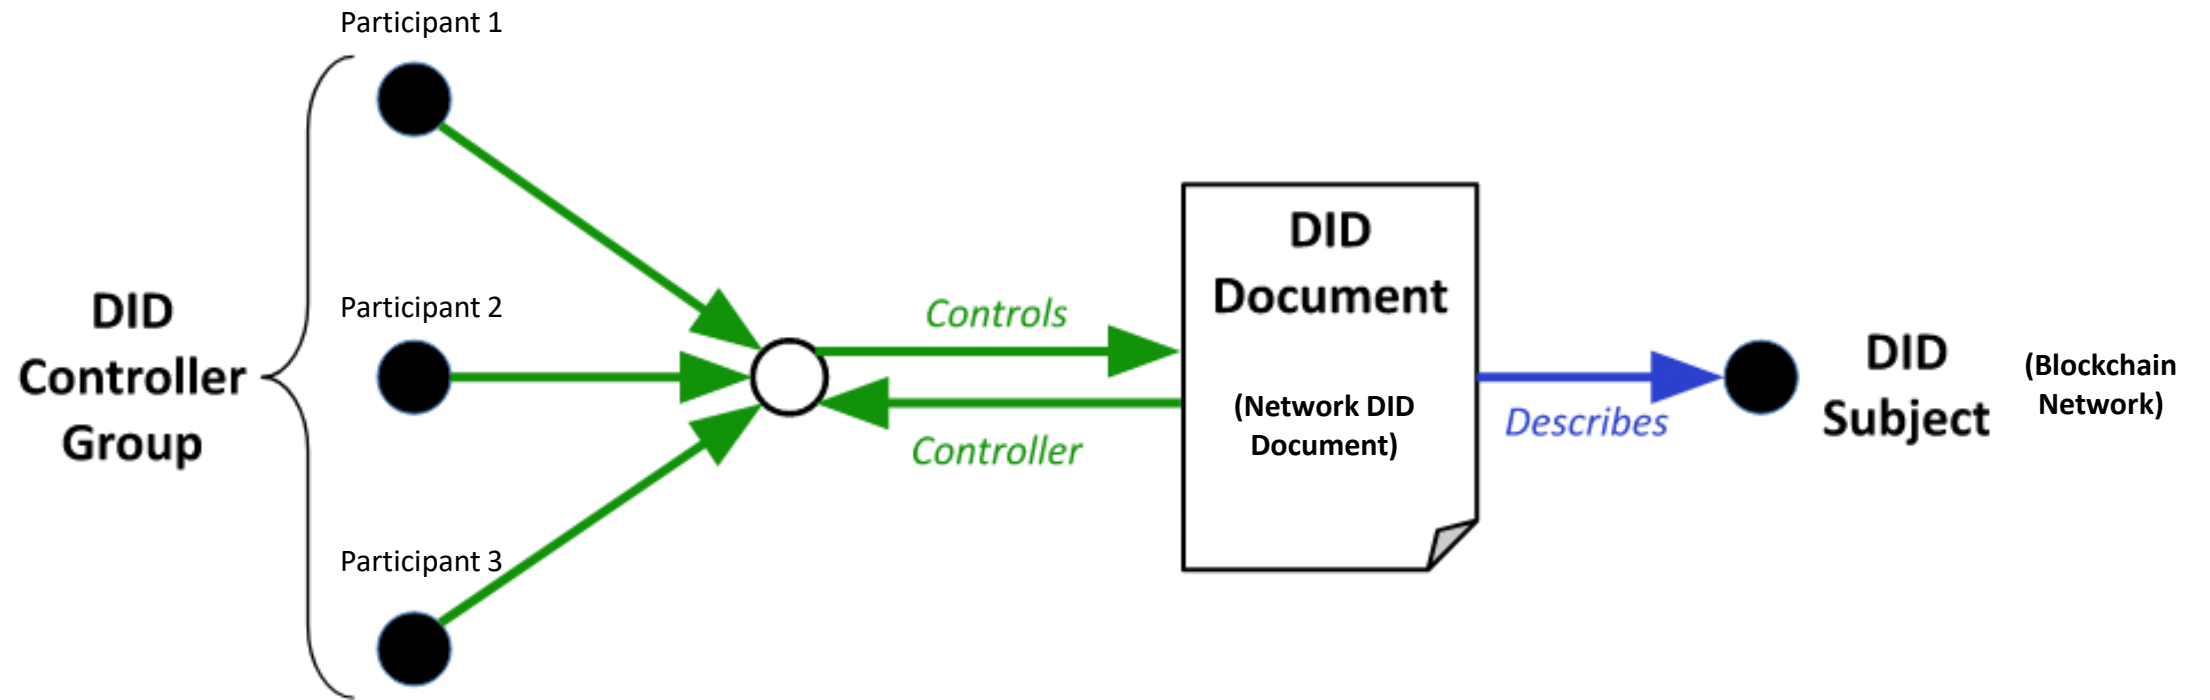 Participant 1
Participant 2
Participant 3
DID
Controller
Group
Controls
Controller
DID
Document
(Network DID
Document)
Describes
DID
Subject
(Blockchain
Network)